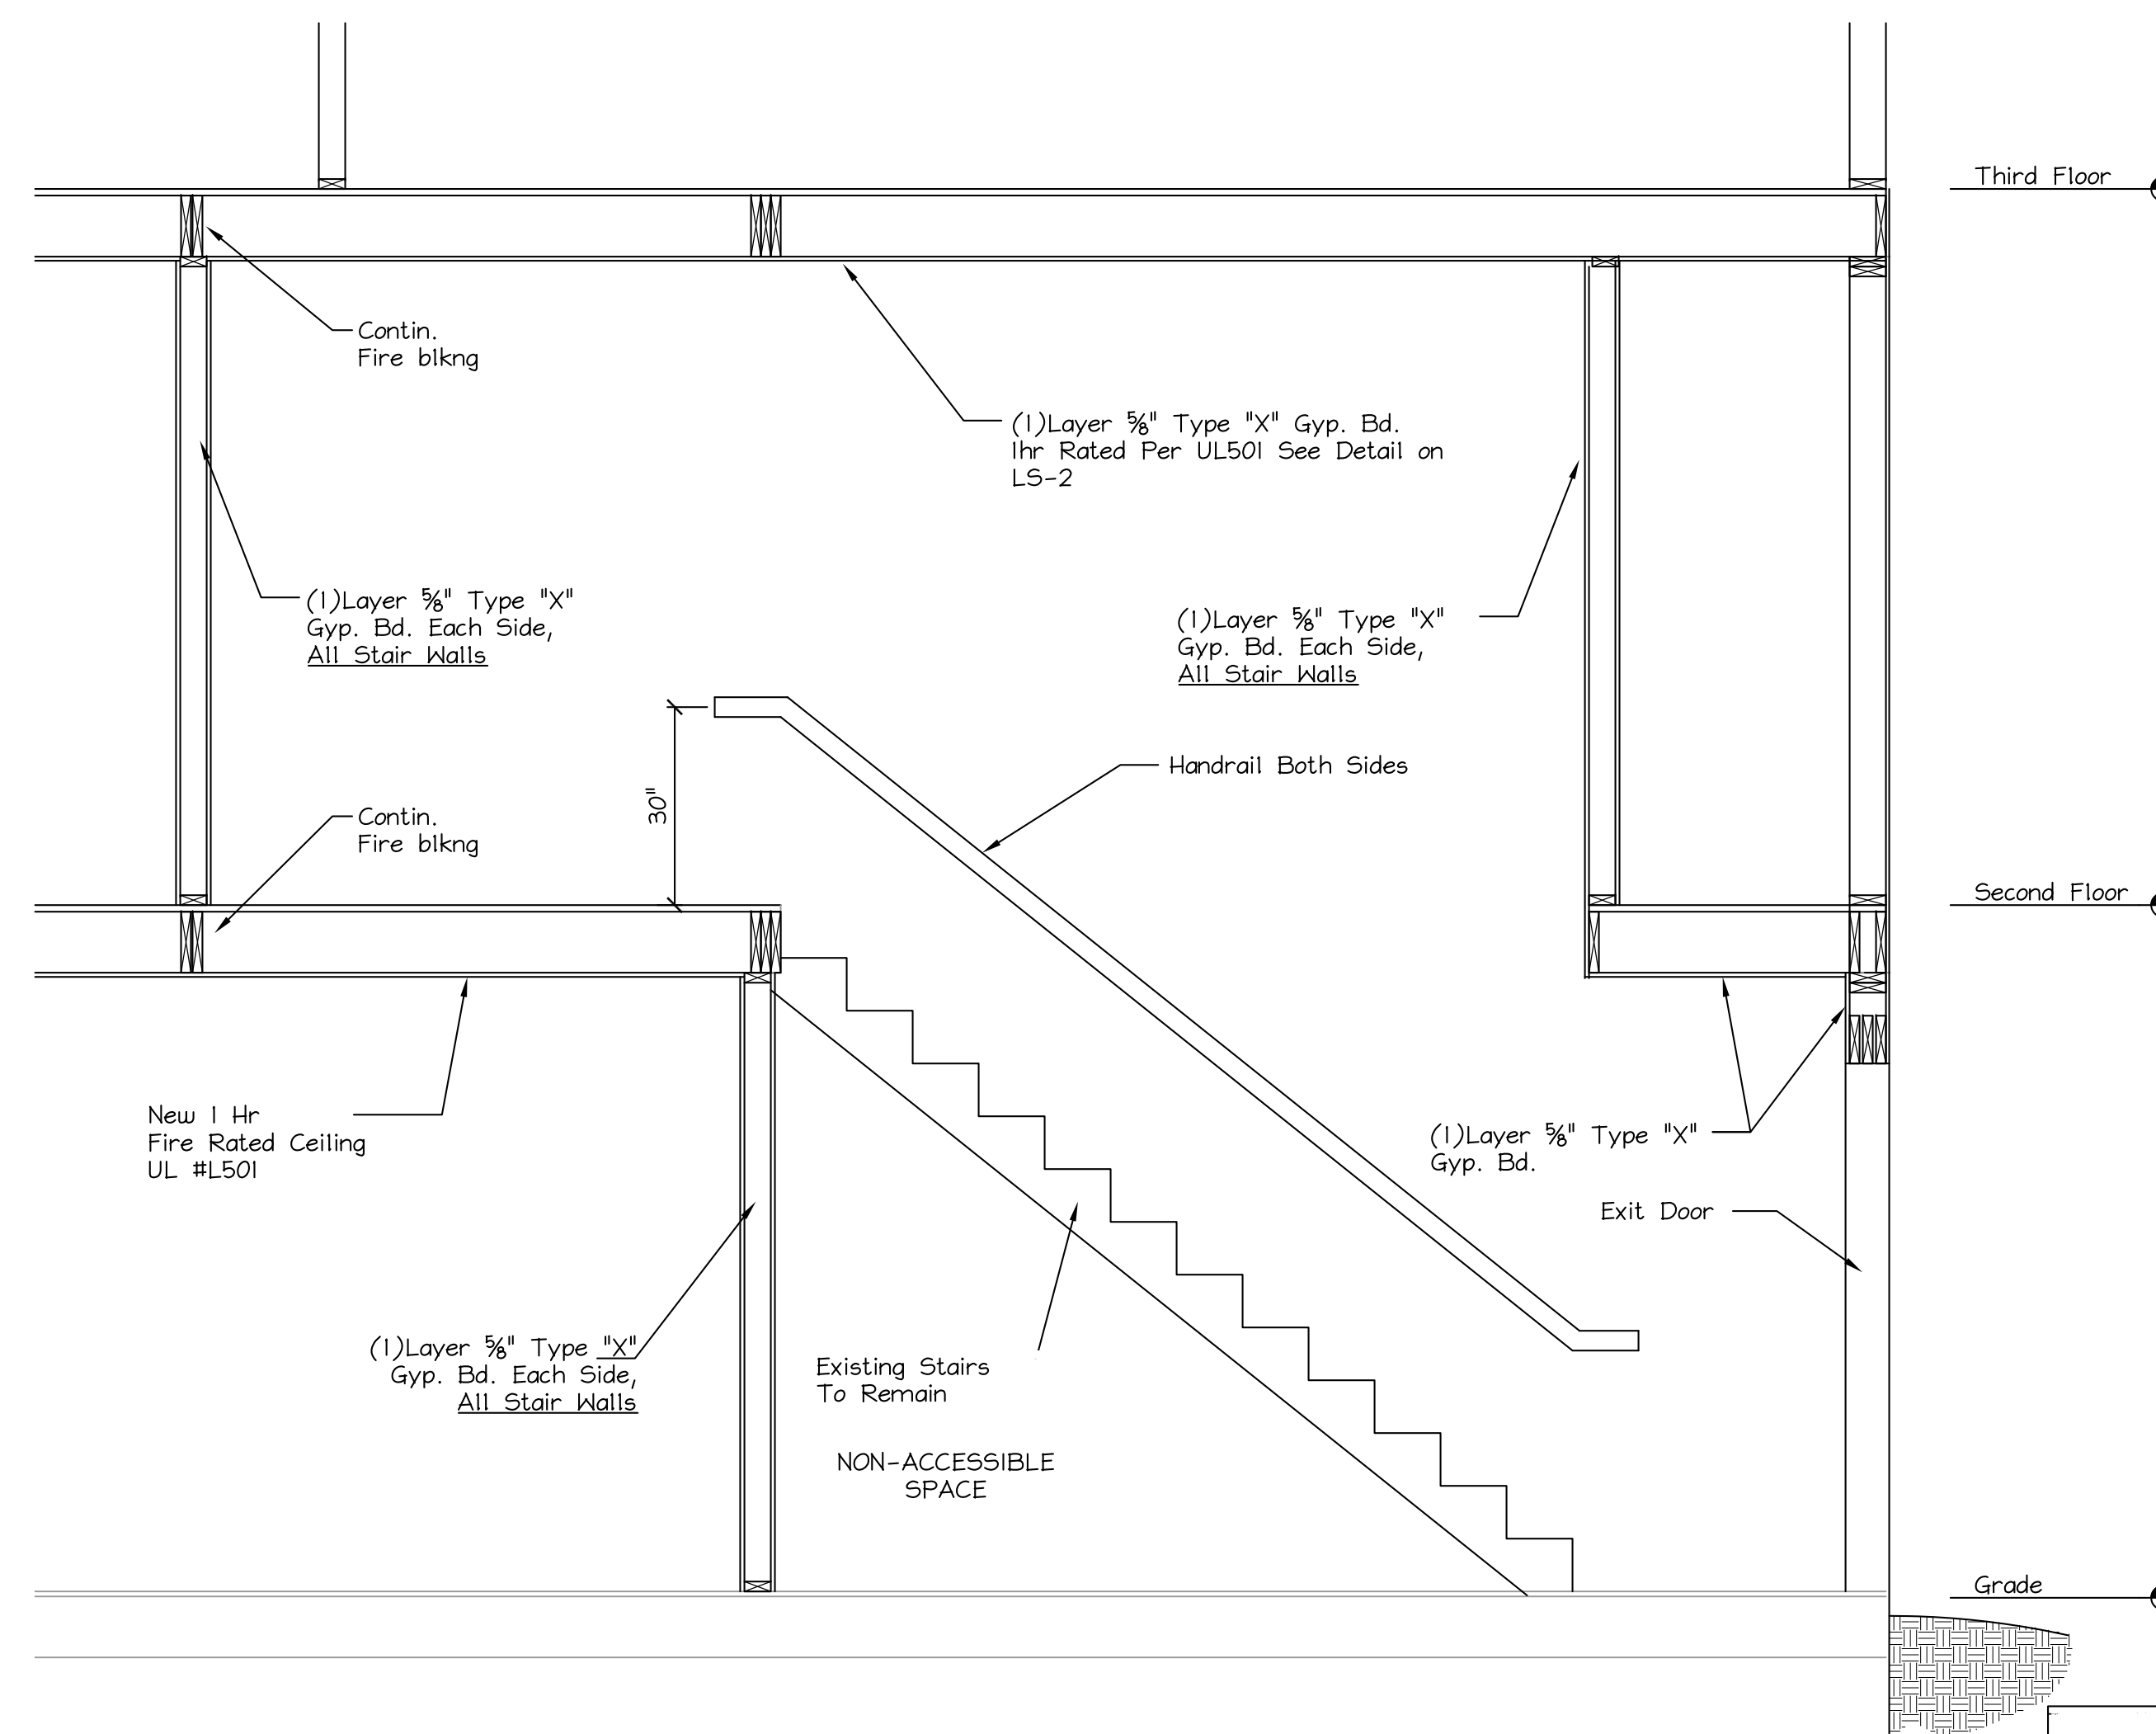 Third Floor
Contin.
Fire blkng
(1)Layer ⅝" Type "X" Gyp. Bd.
1hr Rated Per UL501 See Detail on
LS-2
(1)Layer ⅝" Type "X"
Gyp. Bd. Each Side,
All Stair Walls
(1)Layer ⅝" Type "X"
Gyp. Bd. Each Side,
All Stair Walls
30"
Handrail Both Sides
Contin.
Fire blkng
Second Floor
New 1 Hr
Fire Rated Ceiling
UL #L501
(1)Layer ⅝" Type "X"
Gyp. Bd.
Exit Door
(1)Layer ⅝" Type "X"
Gyp. Bd. Each Side,
All Stair Walls
Existing Stairs
To Remain
NON-ACCESSIBLE
SPACE
Grade